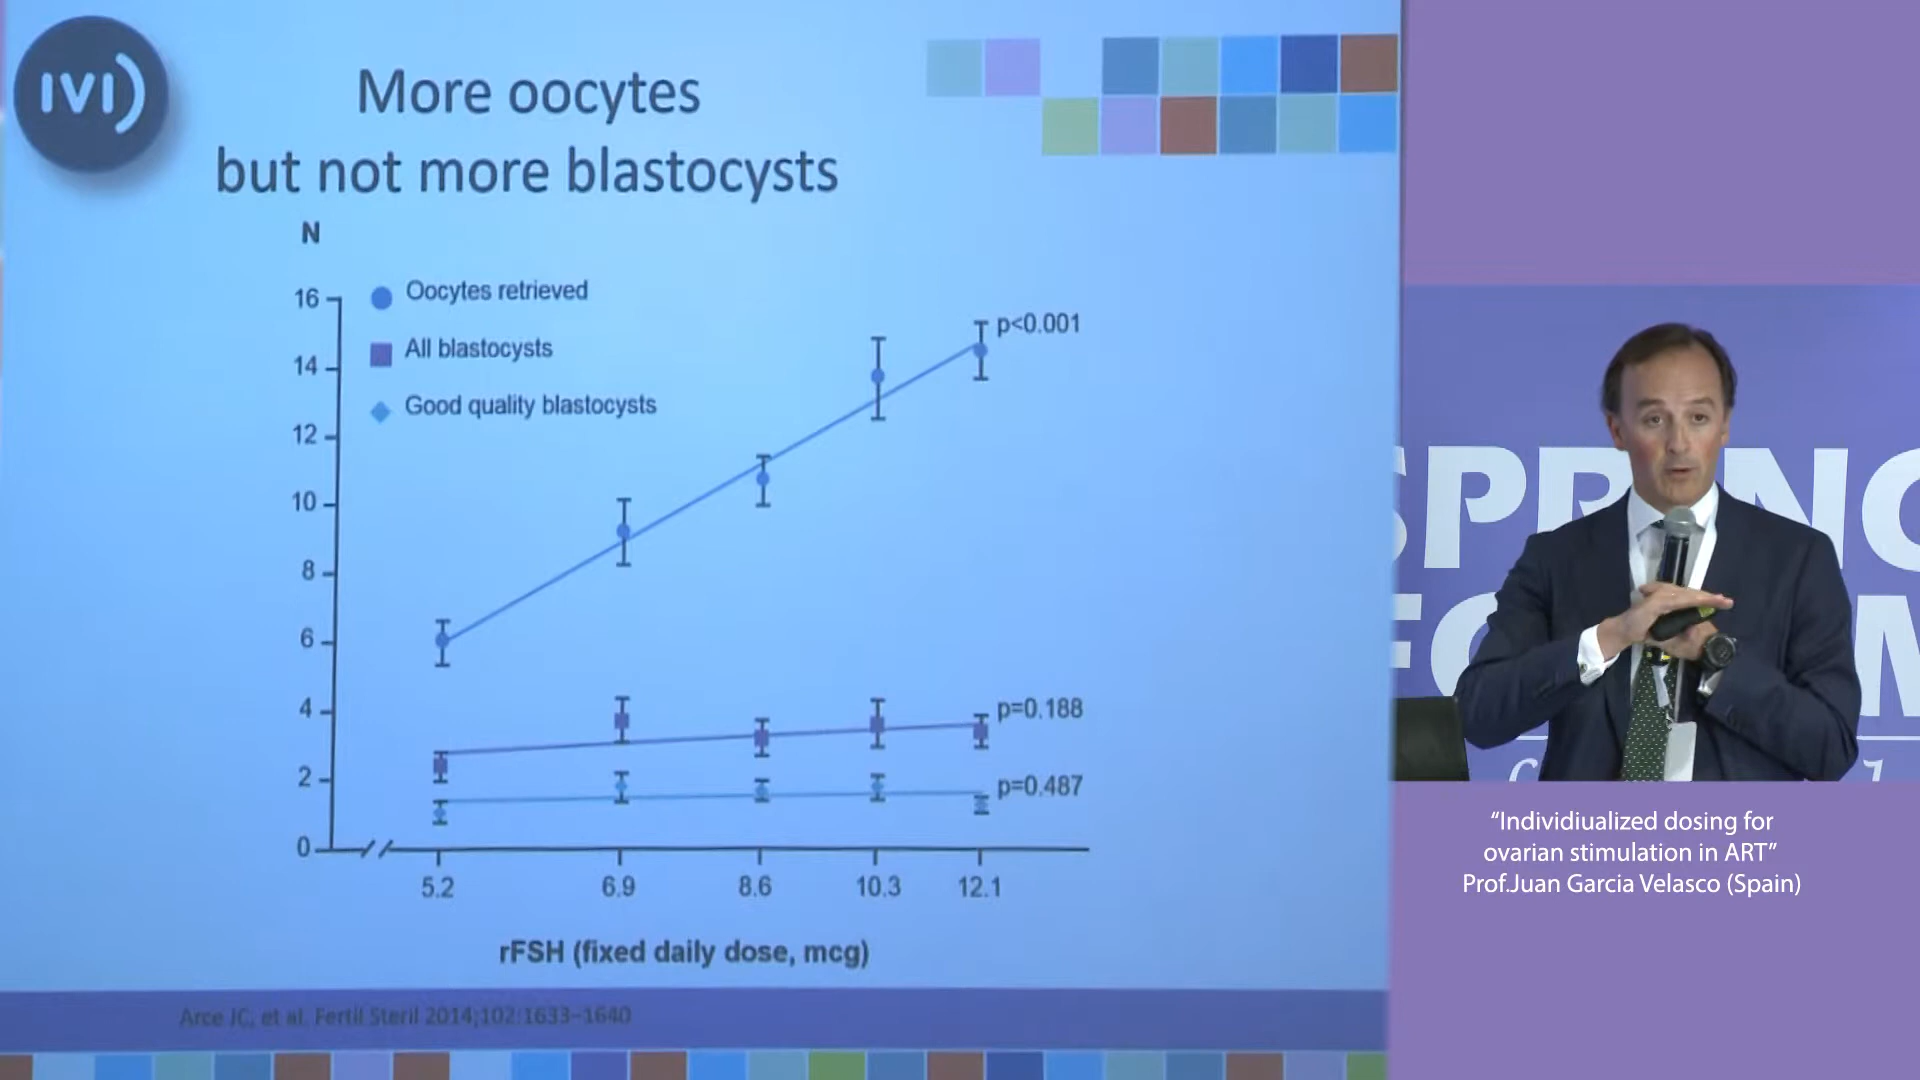 IVI
More oocytes
but not more blastocysts
N
16
14
12
10
8
6
4
2
0
Oocytes retrieved
All blastocysts
Good quality blastocysts
p<0.001
p=0.188
p=0.487
5.2 6.9 8.6 10.3 12.1
rFSH (fixed daily dose, mcg)
Arce JC, et al. Fertil Steril 2014;102:1633–1640
“Individiualized dosing for
ovarian stimulation in ART”
Prof.Juan Garcia Velasco (Spain)